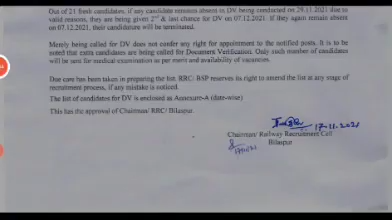 Out of 21 fresh candidates, if any candidate remains absent in DV being conducted on 29.11.2021 due to
valid reasons, they are being given 2nd & last chance for DV on 07.12.2021. If they again remain absent
on 07.12.2021, their candidature will be
Merely being called for DV does not confer any right for appointment to the notified posts. It is to be
noted that extra candidates are being called for Document Verification. Only such number of candidates
will be sent for medical examination as per merit and availability of vacancies.
Due care has been taken in preparing the list. RRC/ BSP reserves its right to extend the list at any stage of
recruitment process, if any mistake is noticed.
The list of candidates for DV is enclosed as Annexure-A (date-wise)
This has the approval of Chairman/ RRC/ Bilaspur.
17-11-2021
Chairman/ Railway Recruitment Cell
Bilaspur